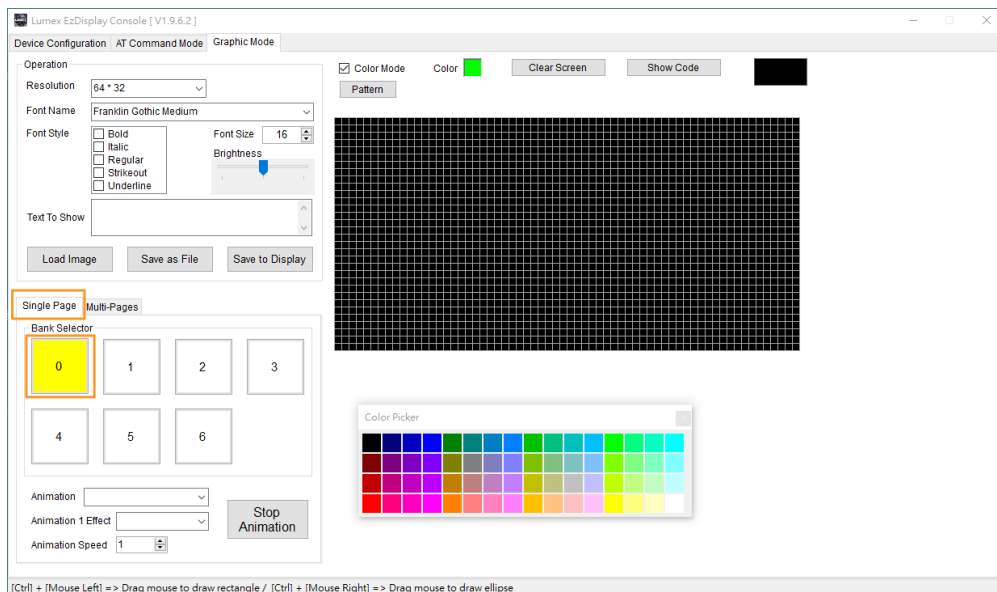 Lumex EzDisplay Console [ V1.9.6.2 ]
Device Configuration AT Command Mode Graphic Mode
Operation
Resolution 64 * 32
Font Name Franklin Gothic Medium
Font Style
Bold
Italic
Regular
Strikeout
Underline
Font Size 16
Brightness
Text To Show
Load Image Save as File Save to Display
Color Mode Color Clear Screen Show Code
Pattern
Single Page Multi-Pages
Bank Selector
0 1 2 3
4 5 6
Animation
Animation 1 Effect
Animation Speed 1
Stop
Animation
Color Picker
[Ctrl] + [Mouse Left] => Drag mouse to draw rectangle / [Ctrl] + [Mouse Right] => Drag mouse to draw ellipse